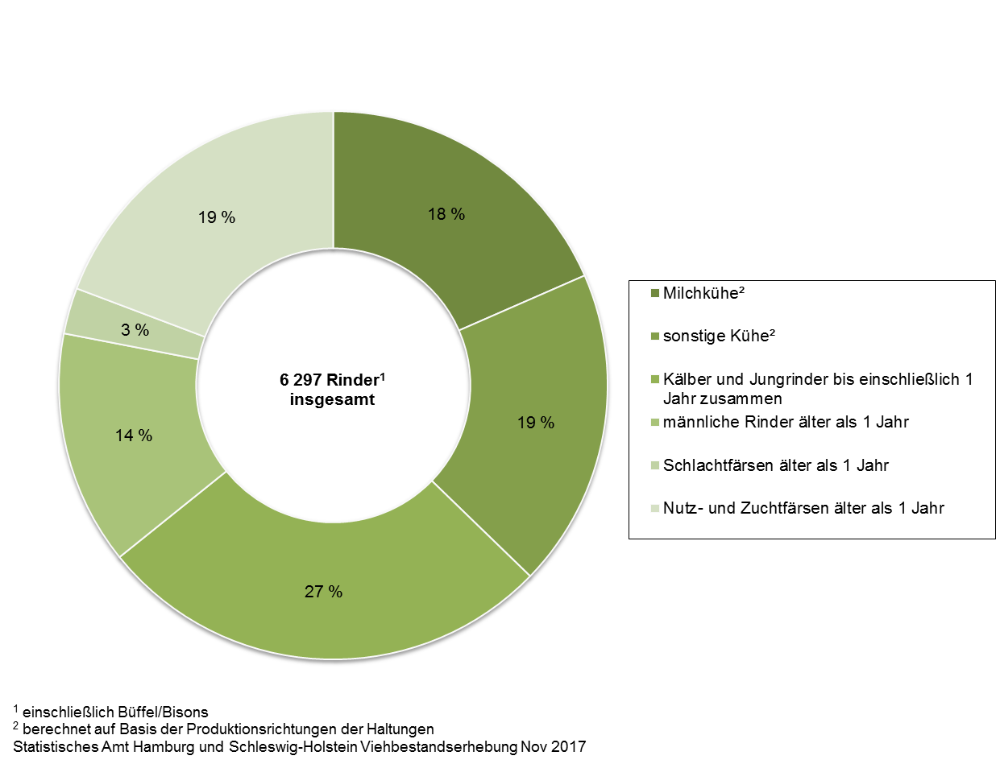 19 %
18 %
3 %
6 297 Rinder¹
insgesamt
19 %
14 %
27 %
Milchkühe²
sonstige Kühe²
Kälber und Jungrinder bis einschließlich 1
Jahr zusammen
männliche Rinder älter als 1 Jahr
Schlachtfärsen älter als 1 Jahr
Nutz- und Zuchtfärsen älter als 1 Jahr
¹ einschließlich Büffel/Bisons
² berechnet auf Basis der Produktionsrichtungen der Haltungen
Statistisches Amt Hamburg und Schleswig-Holstein Viehbestandserhebung Nov 2017